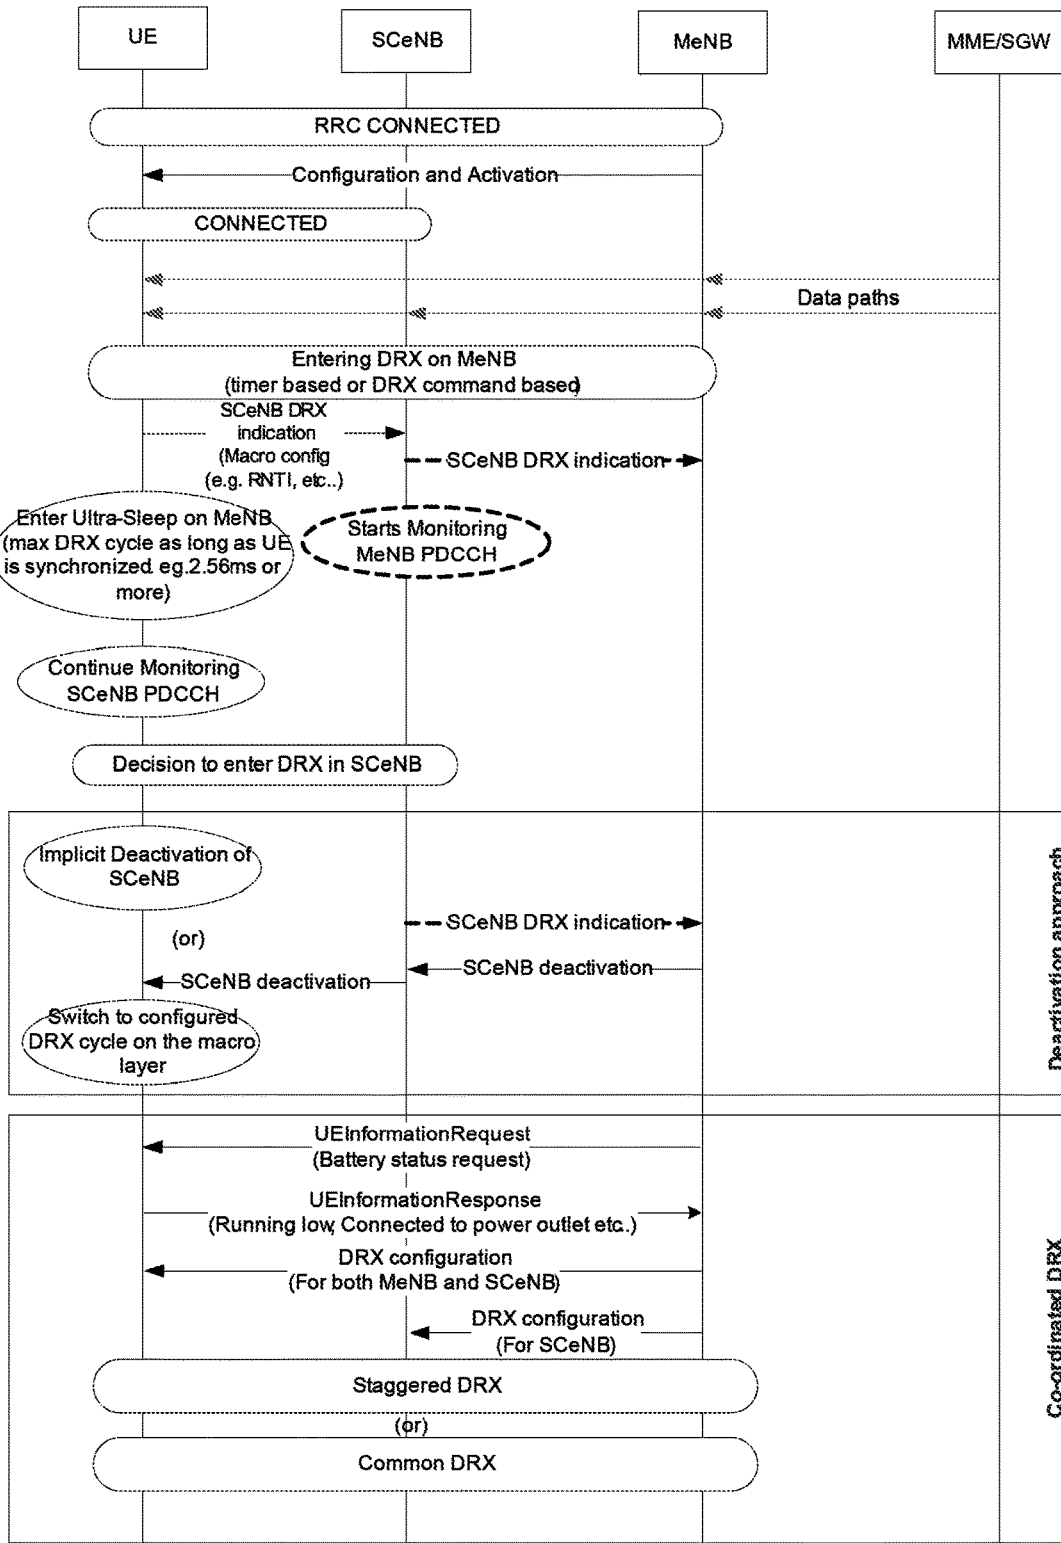 UE
SCeNB
MeNB
MME/SGW
RRC CONNECTED
Configuration and Activation
CONNECTED
Data paths
Entering DRX on MeNB
(timer based or DRX command based)
SCeNB DRX
indication
(Macro config
(e.g. RNTI, etc..)
SCeNB DRX indication
Enter Ultra-Sleep on MeNB
(max DRX cycle as long as UE
is synchronized. eg.2.56ms or
more)
Starts Monitoring
MeNB PDCCH
Continue Monitoring
SCeNB PDCCH
Decision to enter DRX in SCeNB
Implicit Deactivation of
SCeNB
(or)
SCeNB DRX indication
SCeNB deactivation
SCeNB deactivation
Switch to configured
DRX cycle on the macro
layer
Deactivation approach
UEInformationRequest
(Battery status request)
UEInformationResponse
(Running low, Connected to power outlet etc..)
DRX configuration
(For both MeNB and SCeNB)
DRX configuration
(For SCeNB)
Staggered DRX
(or)
Common DRX
Co-ordinated DRX